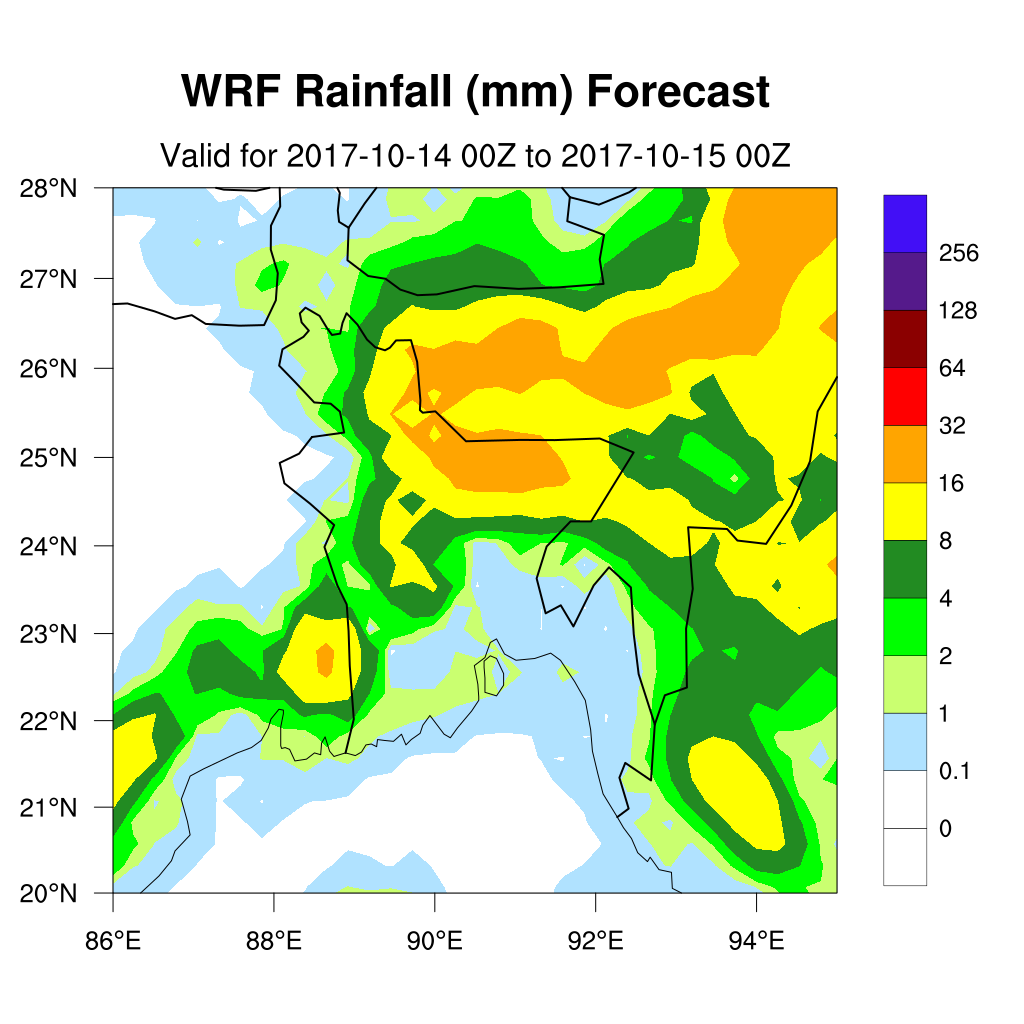 WRF Rainfall (mm) Forecast
Valid for 2017-10-14 00Z to 2017-10-15 00Z
28°N
27°N
26°N
25°N
24°N
23°N
22°N
21°N
20°N
86°E 88°E 90°E 92°E 94°E
256
128
64
32
16
8
4
2
1
0.1
0